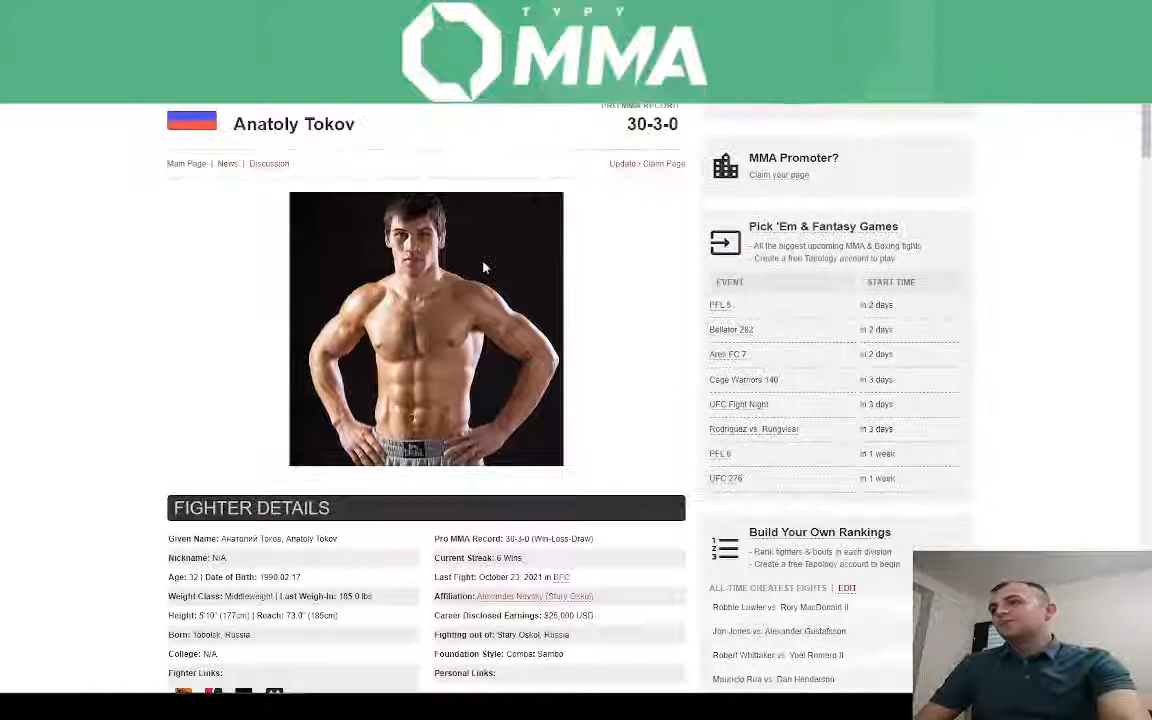 TYPY
MMA
PRO MMA RECORD
Anatoly Tokov
30-3-0
Main Page | News | Discussion
Update / Claim Page
FIGHTER DETAILS
Given Name: Анатолий Токов, Anatoly Tokov
Nickname: N/A
Age: 32 | Date of Birth: 1990.02.17
Weight Class: Middleweight | Last Weigh-In: 185.0 lbs
Height: 5'10" (177cm) | Reach: 73.0" (185cm)
Born: Tobolsk, Russia
College: N/A
Fighter Links:
Pro MMA Record: 30-3-0 (Win-Loss-Draw)
Current Streak: 6 Wins
Last Fight: October 23, 2021 in BFC
Affiliation: Alexander Nevsky (Stary Oskol)
Career Disclosed Earnings: $25,000 USD
Fighting out of: Stary Oskol, Russia
Foundation Style: Combat Sambo
Personal Links:
MMA Promoter?
Claim your page
Pick 'Em & Fantasy Games
- All the biggest upcoming MMA & Boxing fights
- Create a free Tapology account to play
EVENT START TIME
PFL 5 in 2 days
Bellator 282 in 2 days
Ares FC 7 in 2 days
Cage Warriors 140 in 3 days
UFC Fight Night in 3 days
Rodriguez vs. Rungvisai in 3 days
PFL 6 in 1 week
UFC 276 in 1 week
Build Your Own Rankings
1
2
3
- Rank fighters & bouts in each division
- Create a free Tapology account to begin
ALL-TIME GREATEST FIGHTS | EDIT
Robbie Lawler vs. Rory MacDonald II
Jon Jones vs. Alexander Gustafsson
Robert Whittaker vs. Yoel Romero II
Mauricio Rua vs. Dan Henderson